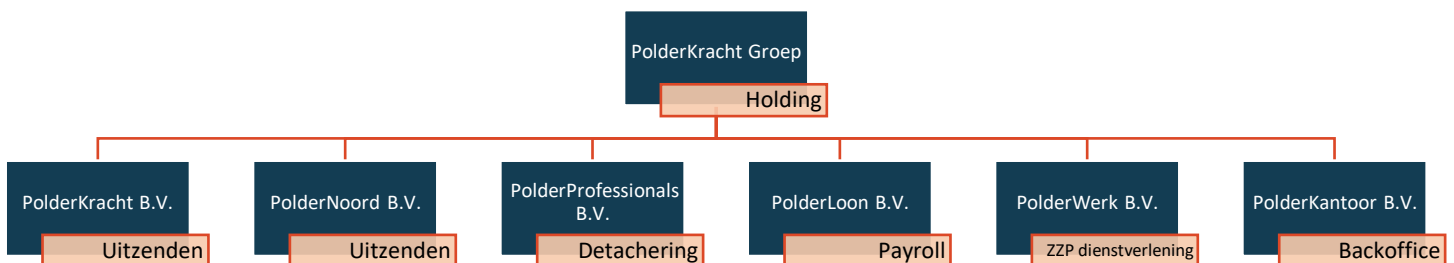 PolderKracht Groep
Holding
PolderKracht B.V.
Uitzenden
PolderNoord B.V.
Uitzenden
PolderProfessionals
B.V.
Detachering
PolderLoon B.V.
Payroll
PolderWerk B.V.
ZZP dienstverlening
PolderKantoor B.V.
Backoffice